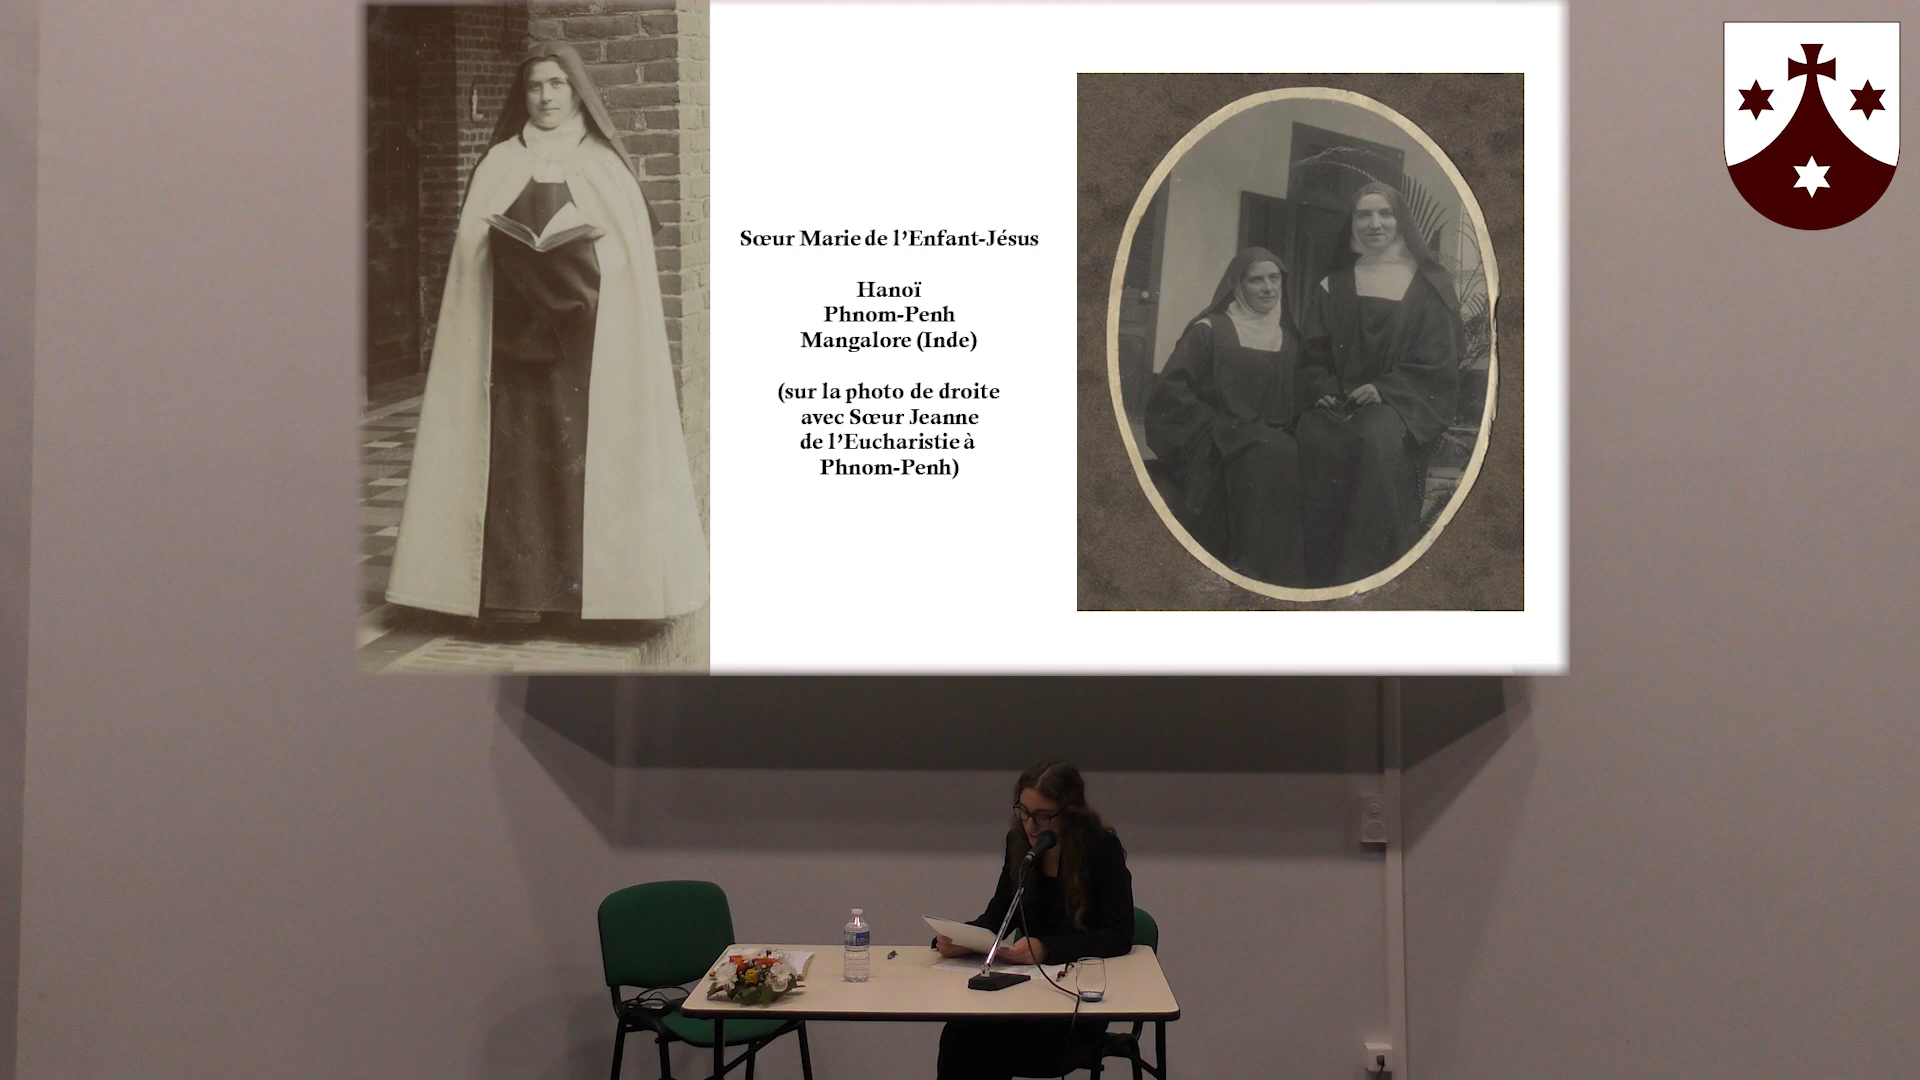 Sœur Marie de l’Enfant-Jésus
Hanoï
Phnom-Penh
Mangalore (Inde)
(sur la photo de droite
avec Sœur Jeanne
de l’Eucharistie à
Phnom-Penh)